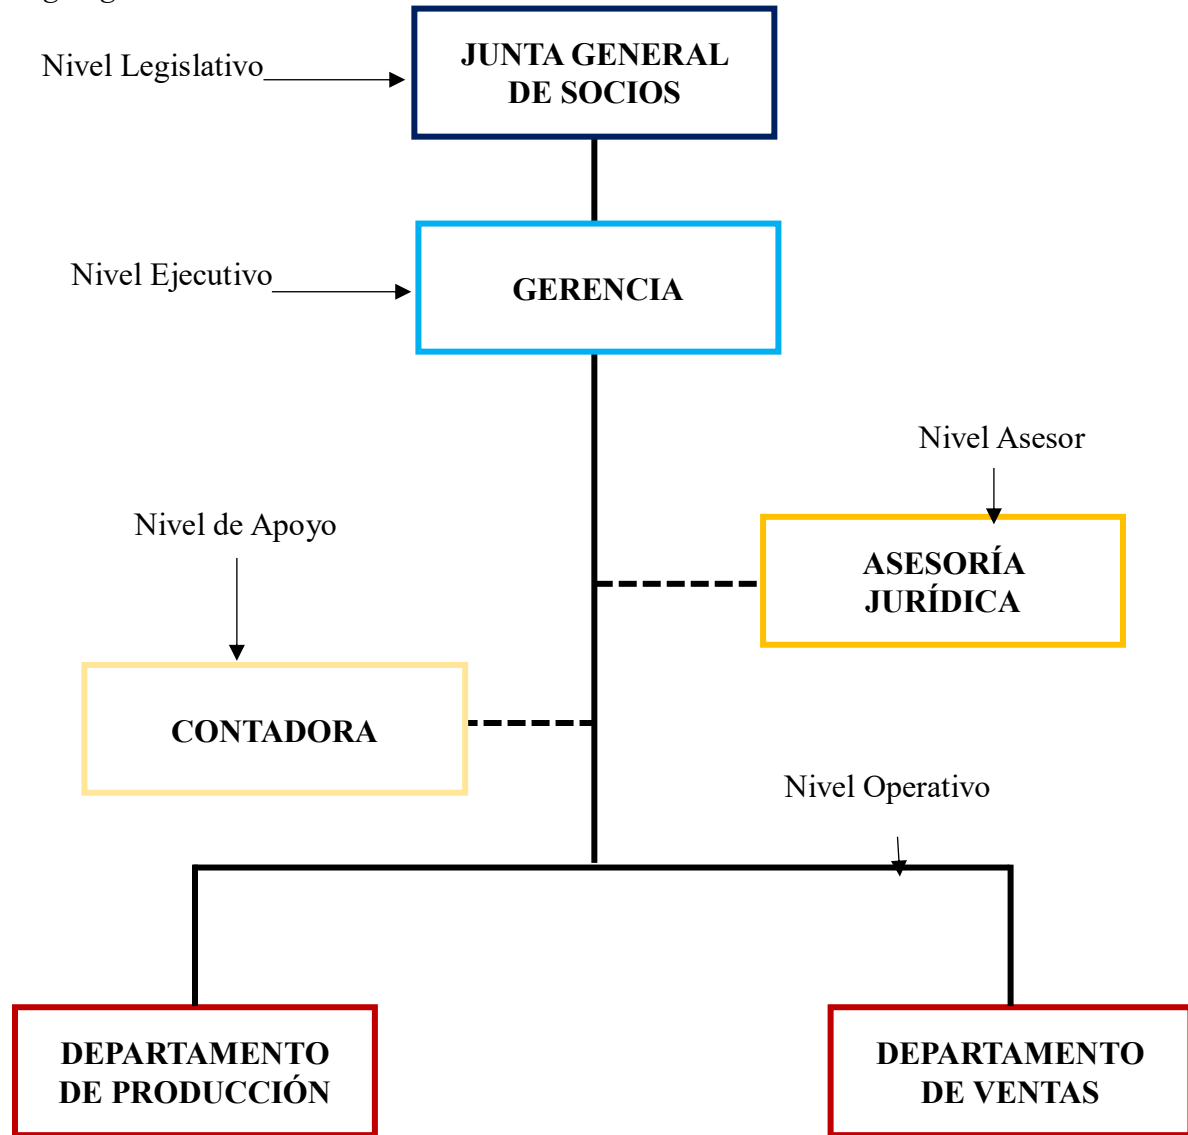 JUNTA GENERAL
DE SOCIOS
Nivel Legislativo
Nivel Ejecutivo
GERENCIA
Nivel Asesor
Nivel de Apoyo
ASESORÍA
JURÍDICA
CONTADORA
Nivel Operativo
DEPARTAMENTO
DE PRODUCCIÓN
DEPARTAMENTO
DE VENTAS